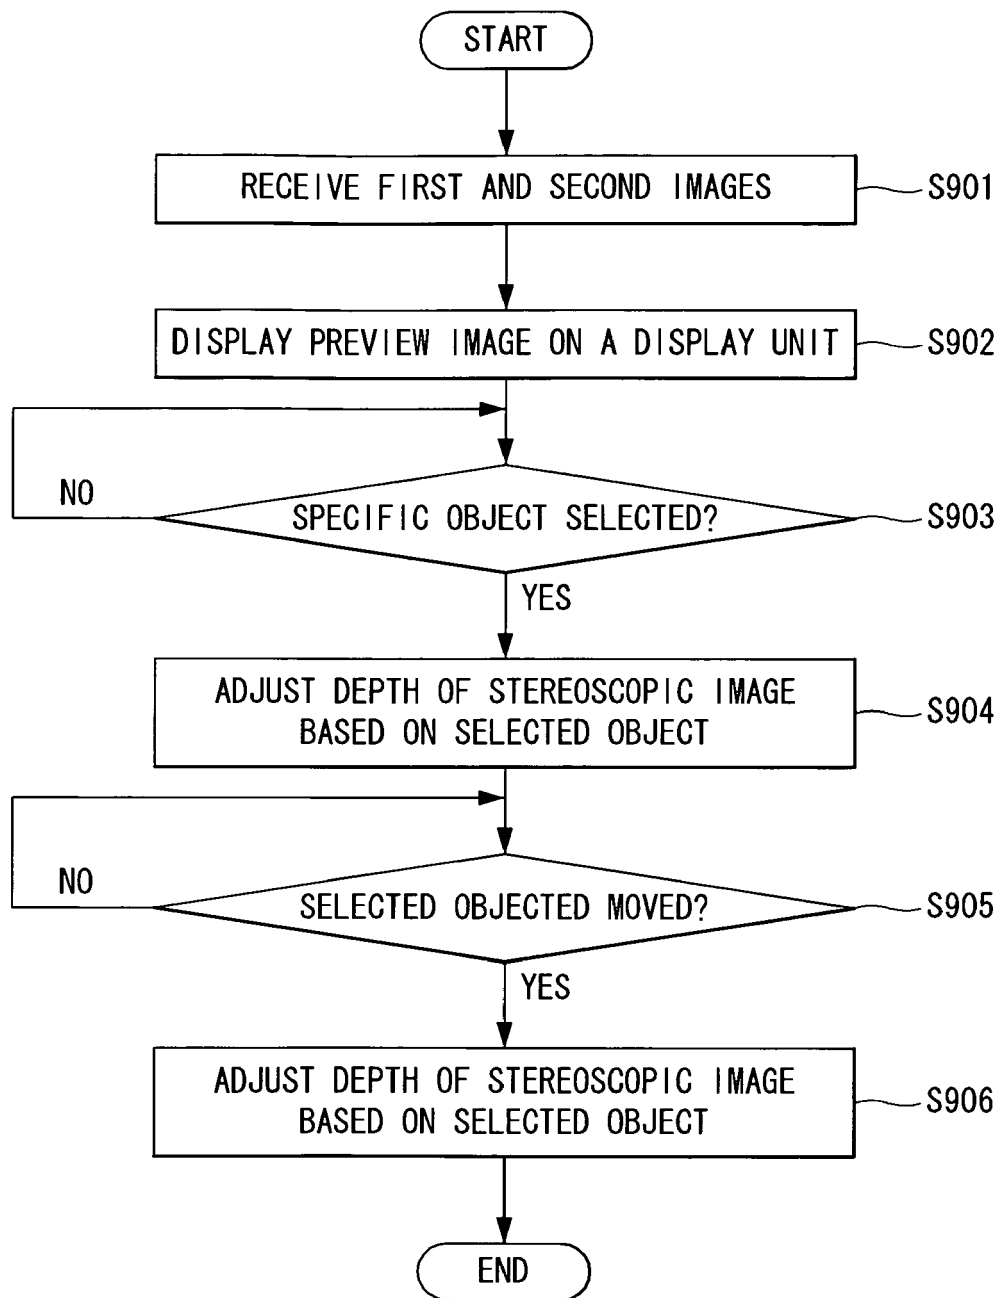 START
RECEIVE FIRST AND SECOND IMAGES
S901
DISPLAY PREVIEW IMAGE ON A DISPLAY UNIT
S902
NO
SPECIFIC OBJECT SELECTED?
S903
YES
ADJUST DEPTH OF STEREOSCOPIC IMAGE
BASED ON SELECTED OBJECT
S904
NO
SELECTED OBJECTED MOVED?
S905
YES
ADJUST DEPTH OF STEREOSCOPIC IMAGE
BASED ON SELECTED OBJECT
S906
END